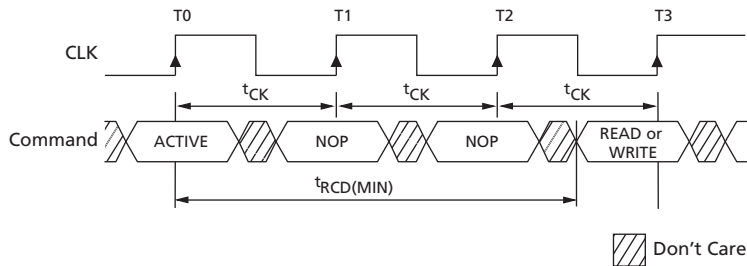 T0 T1 T2 T3
CLK
tCK tCK tCK
Command ACTIVE NOP NOP READ or
WRITE
tRCD(MIN)
Don't Care